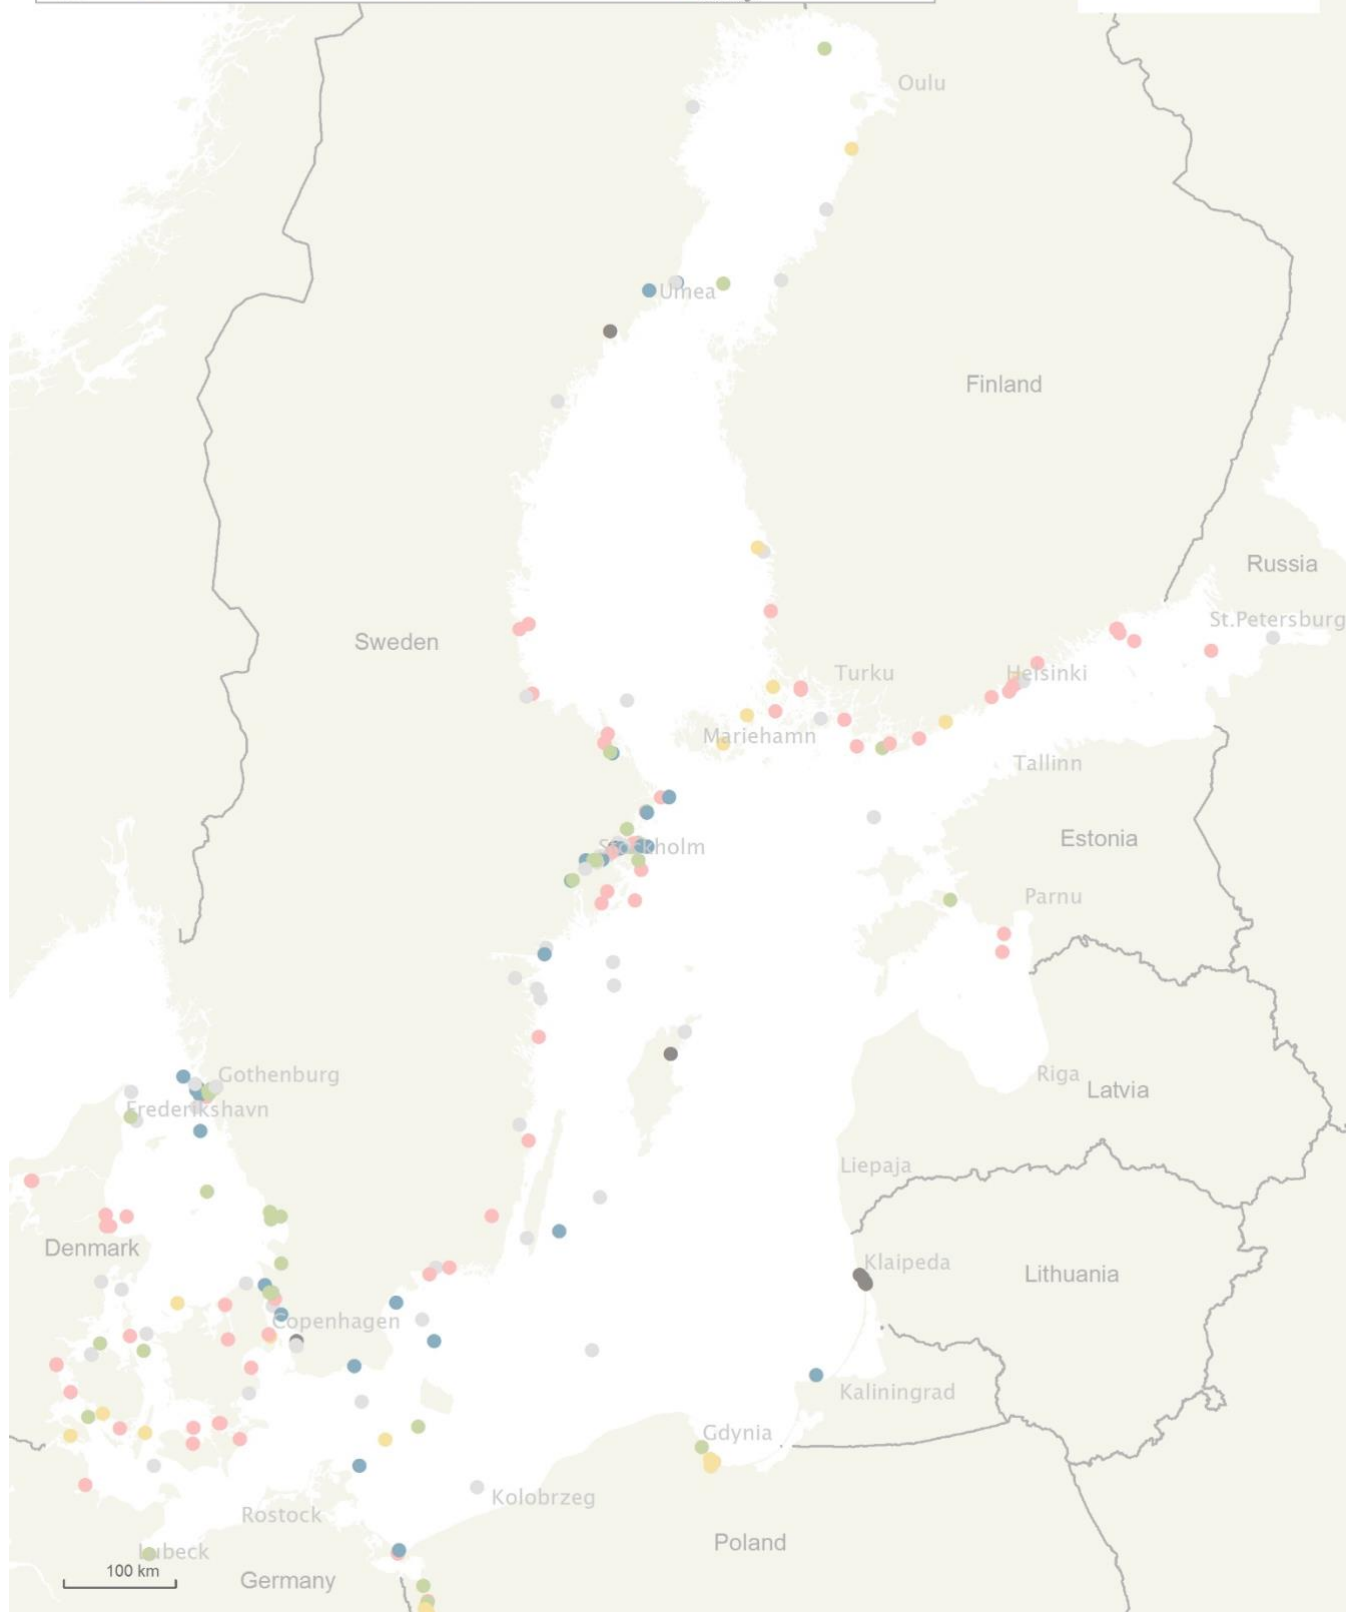 Oulu
Umea
Finland
Russia
St.Petersburg
Sweden
Turku
Helsinki
Mariehamn
Tallinn
Stockholm
Estonia
Parnu
Gothenburg
Riga
Latvia
Frederikshavn
Liepaja
Denmark
Klaipeda
Lithuania
Copenhagen
Kaliningrad
Gdynia
Kolobrzeg
Rostock
Poland
Lubeck
100 km
Germany